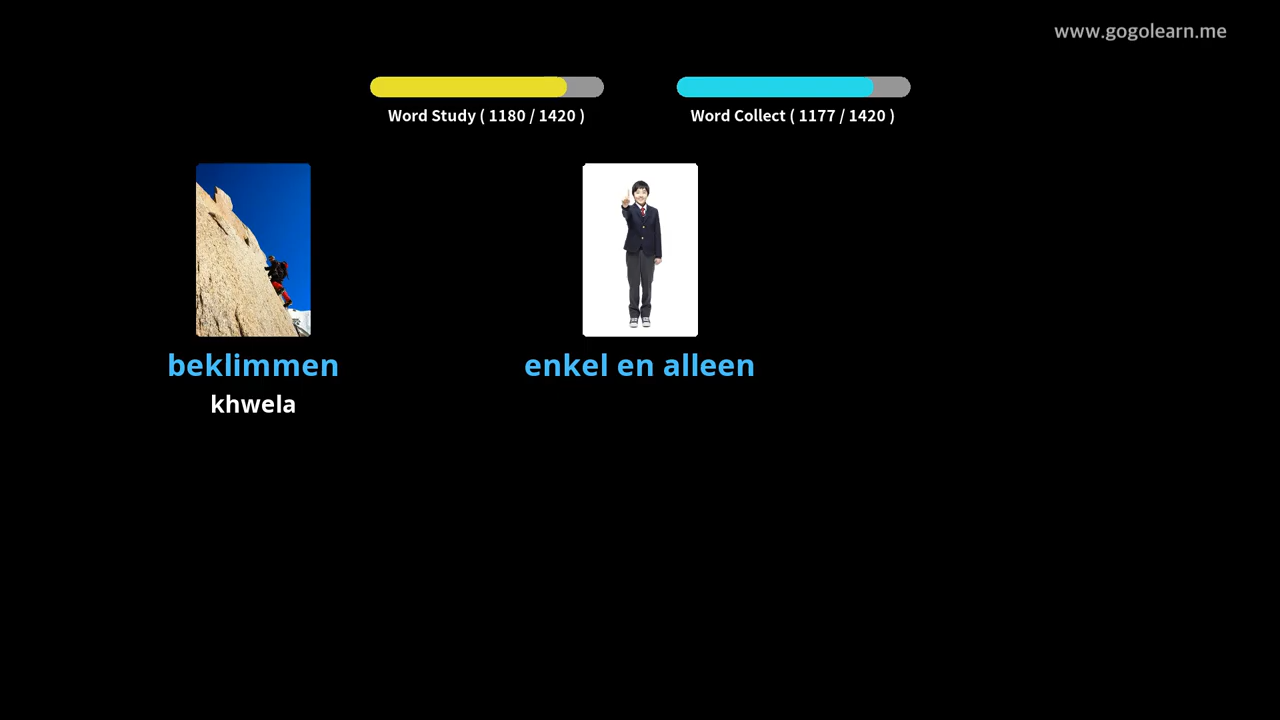 www.gogolearn.me
Word Study ( 1180 / 1420 )
Word Collect ( 1177 / 1420 )
beklimmen
enkel en alleen
khwela